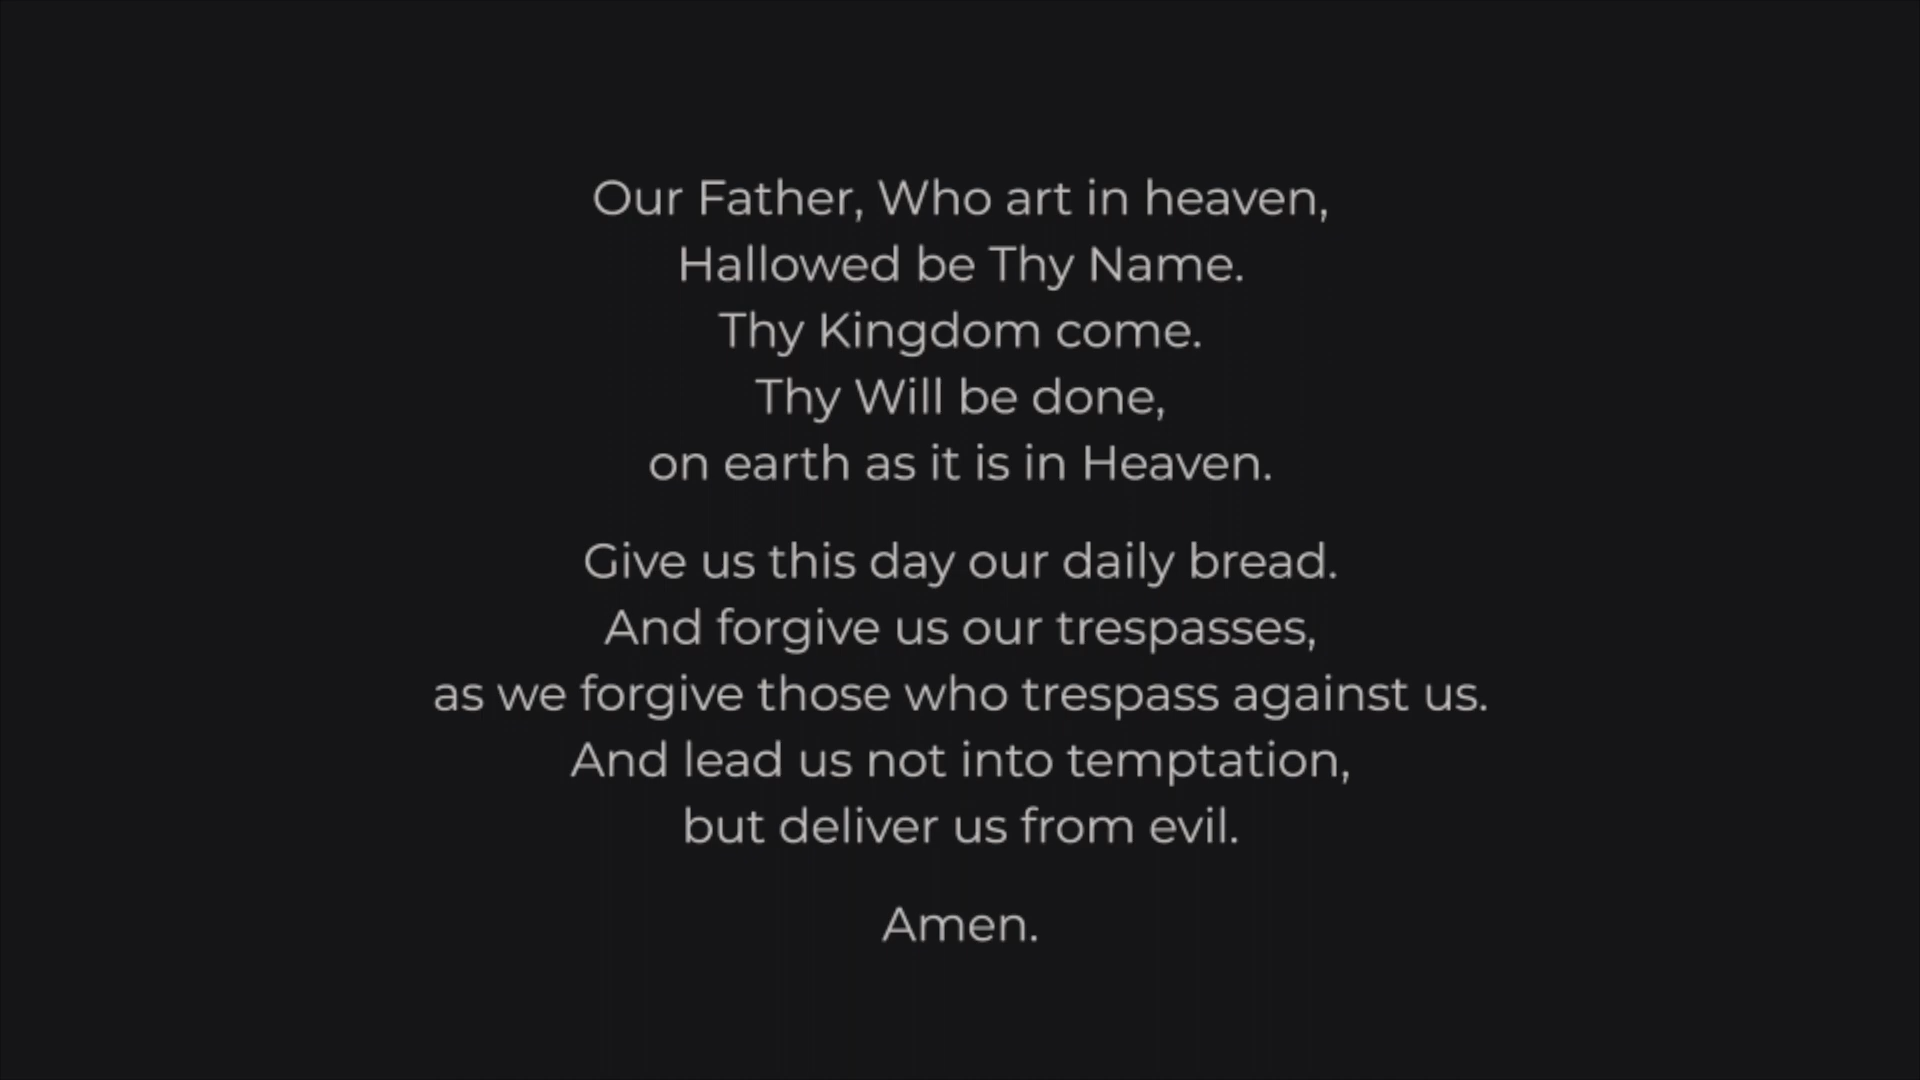 Our Father, Who art in heaven,
Hallowed be Thy Name.
Thy Kingdom come.
Thy Will be done,
on earth as it is in Heaven.
Give us this day our daily bread.
And forgive us our trespasses,
as we forgive those who trespass against us.
And lead us not into temptation,
but deliver us from evil.
Amen.